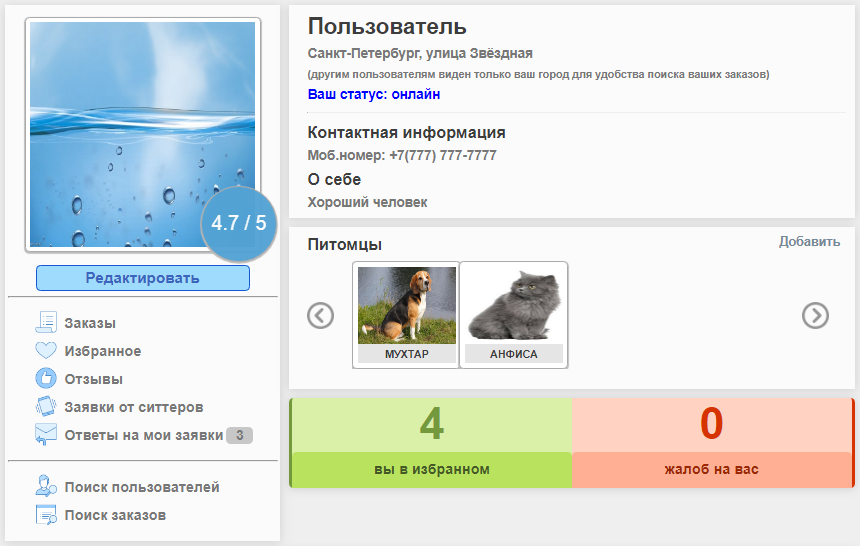 4.7 / 5
Редактировать
Заказы
Избранное
Отзывы
Заявки от ситтеров
Ответы на мои заявки 3
Поиск пользователей
Поиск заказов
Пользователь
Санкт-Петербург, улица Звёздная
(другим пользователям виден только ваш город для удобства поиска ваших заказов)
Ваш статус: онлайн
Контактная информация
Моб.номер: +7(777) 777-7777
О себе
Хороший человек
Питомцы
Добавить
МУХТАР
АНФИСА
4
вы в избранном
0
жалоб на вас